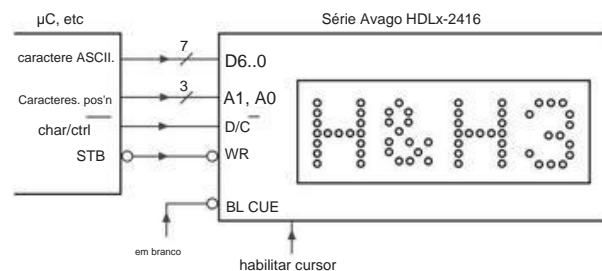 µC, etc
Série Avago HDLx-2416
caractere ASCII.
7
D6..0
Caracteres. pos'n
3
A1, A0
char/ctrl
D/C
STB
WR
H&H3
BL CUE
em branco
habilitar cursor